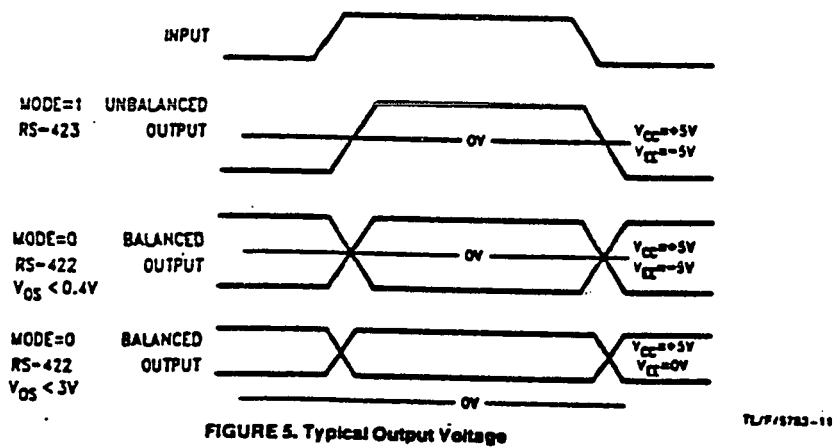 INPUT
MODE=1 UNBALANCED
RS-423 OUTPUT
0V
VCC=+5V
VEE=-5V
MODE=0 BALANCED
RS-422 OUTPUT
VOS < 0.4V
0V
VCC=+5V
VEE=-5V
MODE=0 BALANCED
RS-422 OUTPUT
VOS < 3V
VCC=+5V
VEE=0V
0V
FIGURE 5. Typical Output Voltage